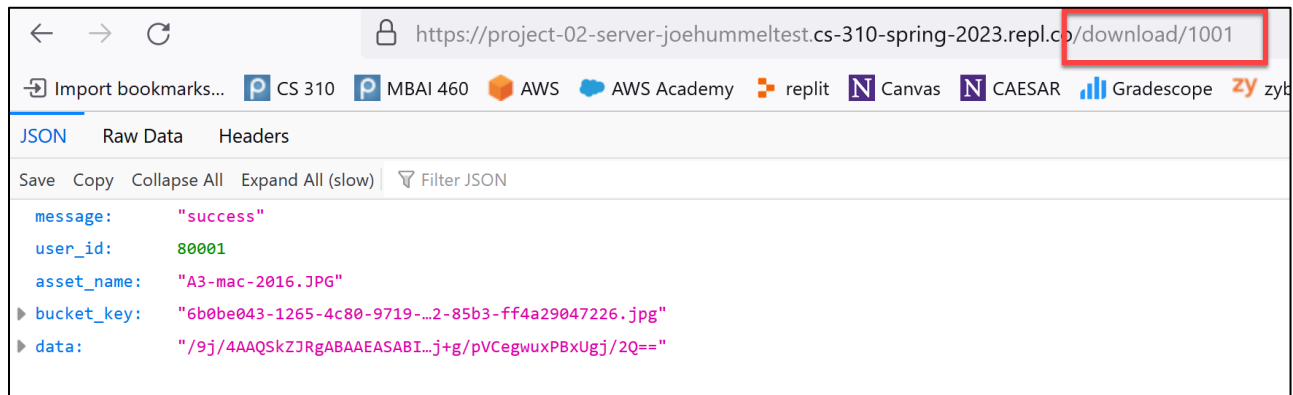 https://project-02-server-joehummeltest.cs-310-spring-2023.repl.co/download/1001
Import bookmarks... CS 310 MBAI 460 AWS AWS Academy replit N Canvas N CAESAR Gradescope zy zyb
JSON Raw Data Headers
Save Copy Collapse All Expand All (slow) Filter JSON
message: "success"
user_id: 80001
asset_name: "A3-mac-2016.JPG"
bucket_key: "6b0be043-1265-4c80-9719-…2-85b3-ff4a29047226.jpg"
data: "/9j/4AAQSkZJRgABAAEASABI…j+g/pVCegwuxPBxUgj/2Q=="